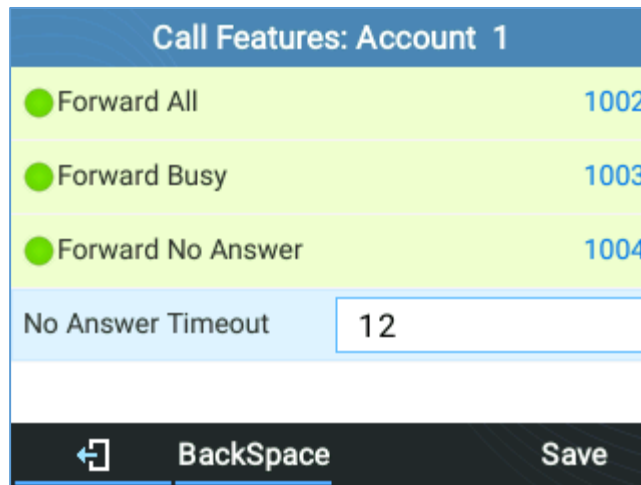 Call Features: Account 1
Forward All 1002
Forward Busy 1003
Forward No Answer 1004
No Answer Timeout 12
BackSpace Save